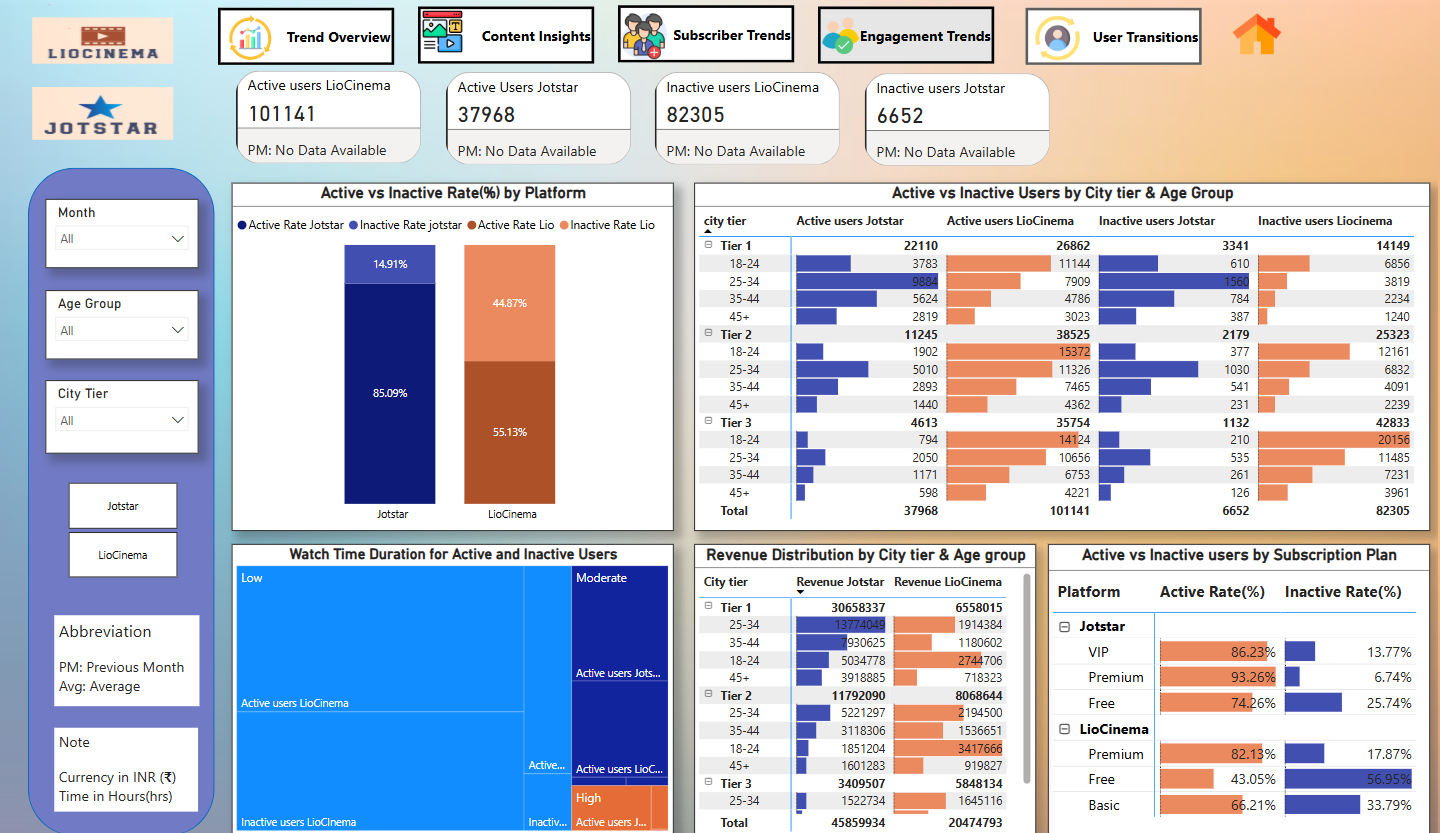 LIOCINEMA
JOTSTAR
Trend Overview
Content Insights
Subscriber Trends
Engagement Trends
User Transitions
Active users LioCinema
101141
PM: No Data Available
Active Users Jotstar
37968
PM: No Data Available
Inactive users LioCinema
82305
PM: No Data Available
Inactive users Jotstar
6652
PM: No Data Available
Month
All
Age Group
All
City Tier
All
Jotstar
LioCinema
Abbreviation
PM: Previous Month
Avg: Average
Note
Currency in INR (₹)
Time in Hours(hrs)
Active vs Inactive Rate(%) by Platform
Active Rate Jotstar Inactive Rate jotstar Active Rate Lio Inactive Rate Lio
14.91%
85.09%
44.87%
55.13%
Jotstar LioCinema
Active vs Inactive Users by City tier & Age Group
city tier Active users Jotstar Active users LioCinema Inactive users Jotstar Inactive users Liocinema
Tier 1 22110 26862 3341 14149
18-24 3783 11144 610 6856
25-34 9884 7909 1560 3819
35-44 5624 4786 784 2234
45+ 2819 3023 387 1240
Tier 2 11245 38525 2179 25323
18-24 1902 15372 377 12161
25-34 5010 11326 1030 6832
35-44 2893 7465 541 4091
45+ 1440 4362 231 2239
Tier 3 4613 35754 1132 42833
18-24 794 14124 210 20156
25-34 2050 10656 535 11485
35-44 1171 6753 261 7231
45+ 598 4221 126 3961
Total 37968 101141 6652 82305
Watch Time Duration for Active and Inactive Users
Low
Active users LioCinema
Inactive users LioCinema
Active...
Inactiv...
Moderate
Active users Jots...
Active users LioC...
High
Active users J...
Revenue Distribution by City tier & Age group
City tier Revenue Jotstar Revenue LioCinema
Tier 1 30658337 6558015
25-34 13774049 1914384
35-44 7930625 1180602
18-24 5034778 2744706
45+ 3918885 718323
Tier 2 11792090 8068644
25-34 5221297 2194500
35-44 3118306 1536651
18-24 1851204 3417666
45+ 1601283 919827
Tier 3 3409507 5848134
25-34 1522734 1645116
Total 45859934 20474793
Active vs Inactive users by Subscription Plan
Platform Active Rate(%) Inactive Rate(%)
Jotstar
VIP 86.23% 13.77%
Premium 93.26% 6.74%
Free 74.26% 25.74%
LioCinema
Premium 82.13% 17.87%
Free 43.05% 56.95%
Basic 66.21% 33.79%